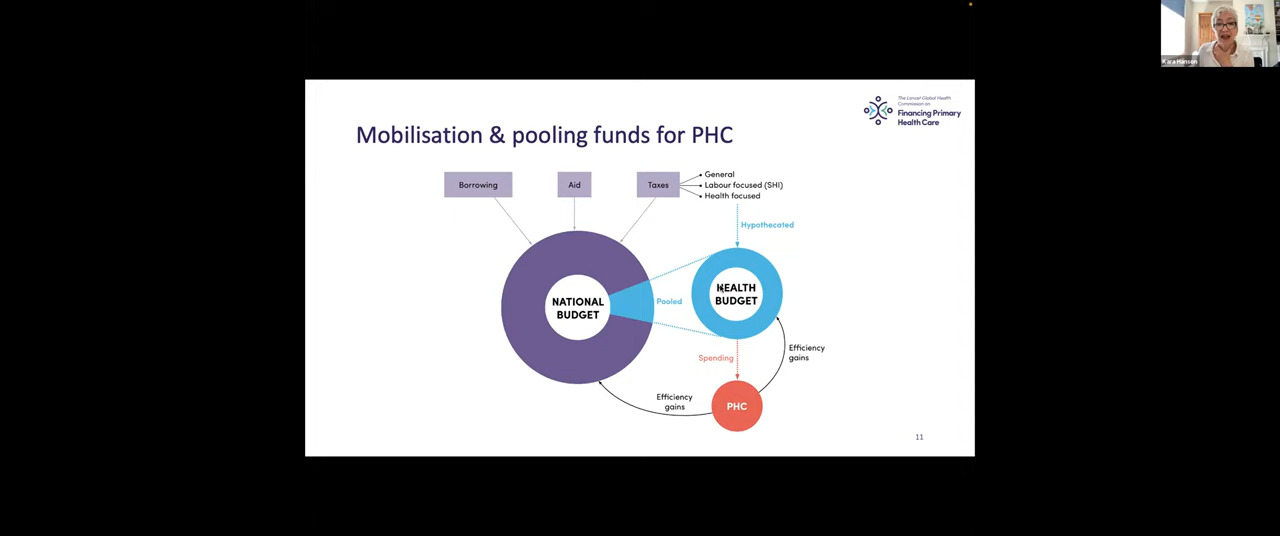 Kara Hanson
The Lancet Global Health
Commission on
Financing Primary
Health Care
Mobilisation & pooling funds for PHC
Borrowing
Aid
Taxes
• General
• Labour focused (SHI)
• Health focused
Hypothecated
NATIONAL
BUDGET
Pooled
HEALTH
BUDGET
Spending
Efficiency
gains
Efficiency
gains
PHC
11